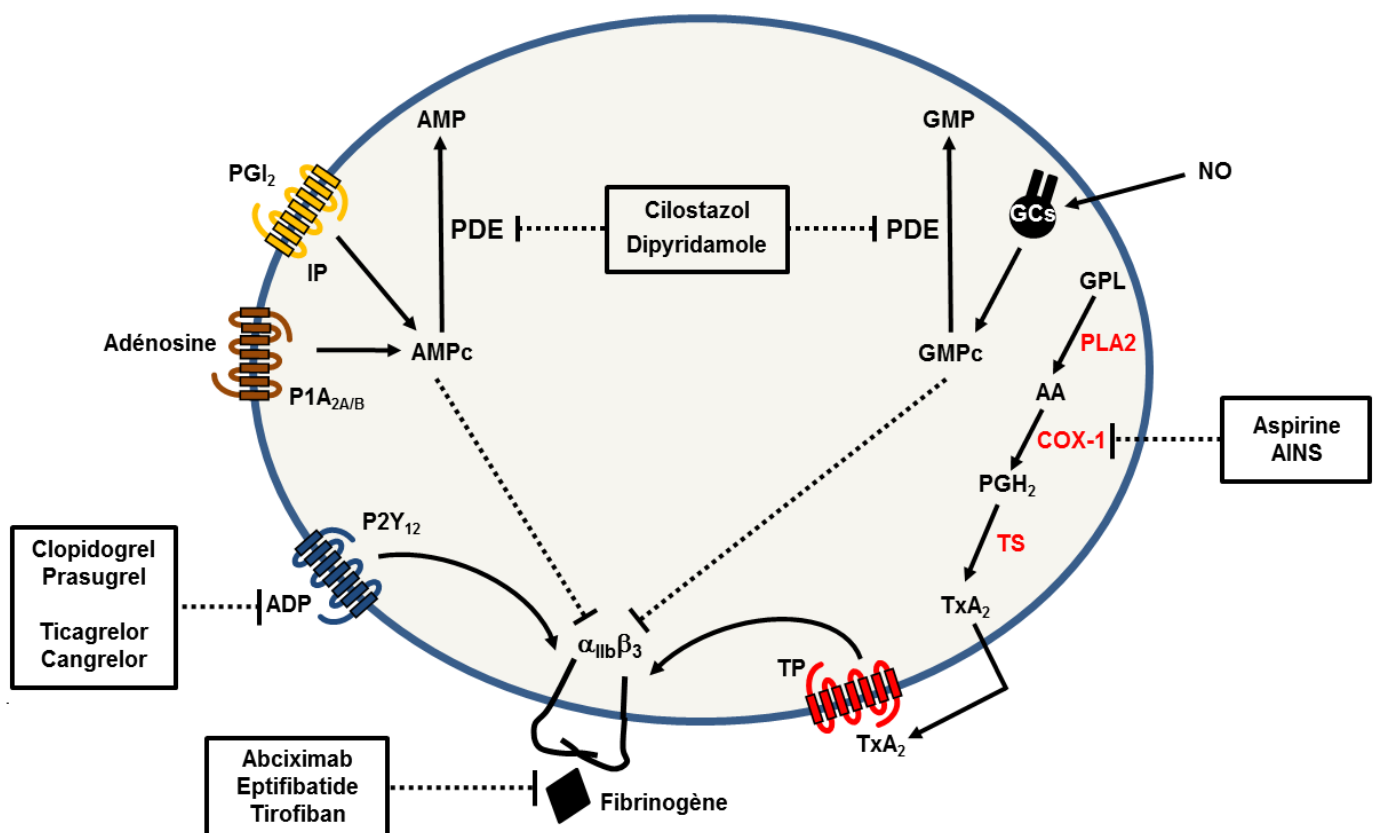 AMP
GMP
PGI₂
NO
Cilostazol
Dipyridamole
GCs
PDE
PDE
IP
GPL
Adénosine
PLA2
AMPc
GMPc
P1A₂A/B
AA
Aspirine
AINS
COX-1
PGH₂
P2Y₁₂
Clopidogrel
Prasugrel
Ticagrelor
Cangrelor
ADP
TS
TxA₂
αIIbβ₃
TP
TxA₂
Abciximab
Eptifibatide
Tirofiban
Fibrinogène